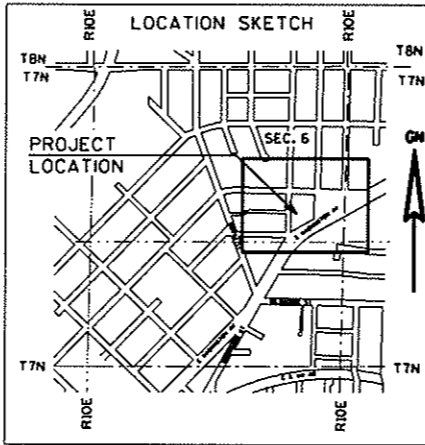 LOCATION SKETCH
R10E
R10E
T8N
T8N
T7N
T7N
SEC. 6
GN
PROJECT
LOCATION
T7N
T7N
R10E
R10E